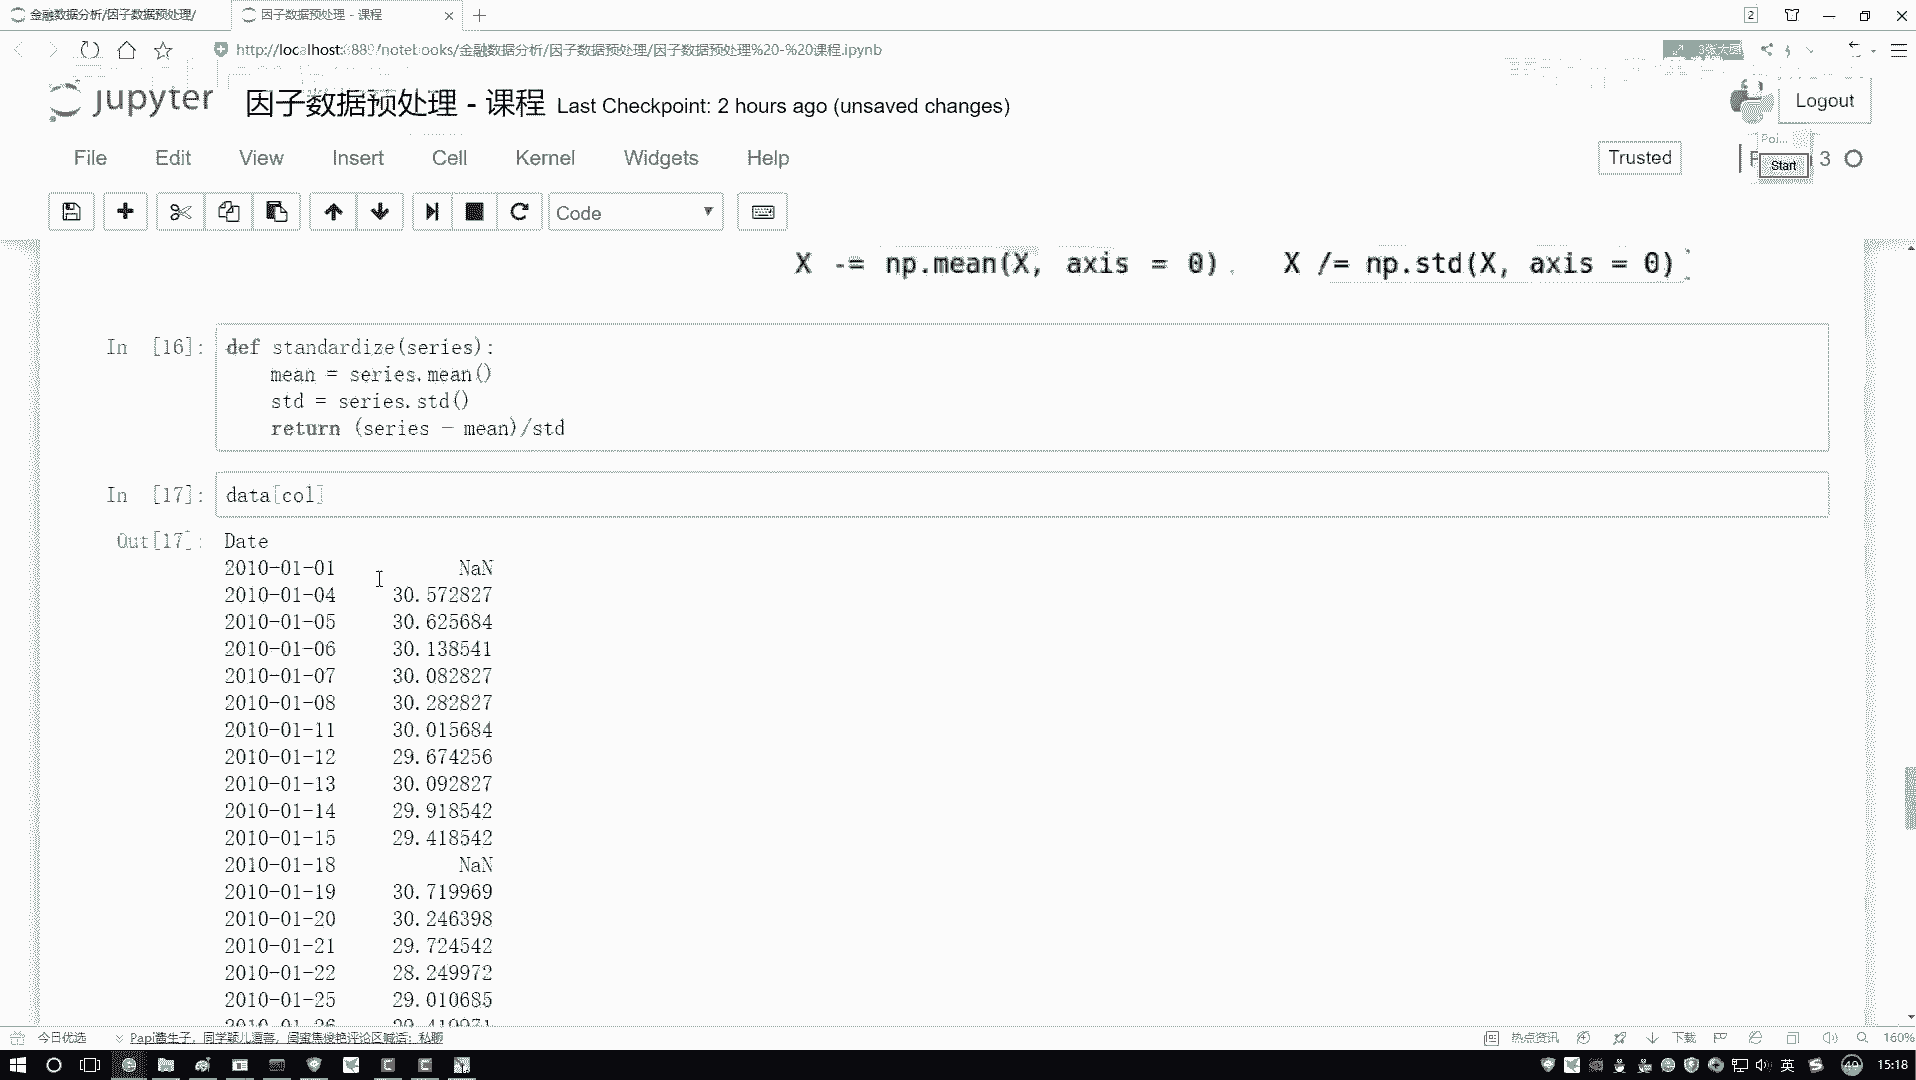 金融数据分析/因子数据预处理/
因子数据预处理 - 课程
2
http://localhost:888/notebooks/金融数据分析/因子数据预处理/因子数据预处理%20-%20课程.ipynb
jupyter
因子数据预处理 - 课程
Last Checkpoint: 2 hours ago (unsaved changes)
Logout
File Edit View Insert Cell Kernel Widgets Help
Trusted
Poi...
Start
3
Code
X -= np.mean(X, axis = 0)
X /= np.std(X, axis = 0)
In [16]:
def standardize(series):
mean = series.mean()
std = series.std()
return (series - mean)/std
In [17]:
data[col]
Out[17]:
Date
2010-01-01 NaN
2010-01-04 30.572827
2010-01-05 30.625684
2010-01-06 30.138541
2010-01-07 30.082827
2010-01-08 30.282827
2010-01-11 30.015684
2010-01-12 29.674256
2010-01-13 30.092827
2010-01-14 29.918542
2010-01-15 29.418542
2010-01-18 NaN
2010-01-19 30.719969
2010-01-20 30.246398
2010-01-21 29.724542
2010-01-22 28.249972
2010-01-25 29.010685
2010-01-26 29.419971
今日优选
热点资讯
下载
160%
英
49
15:18